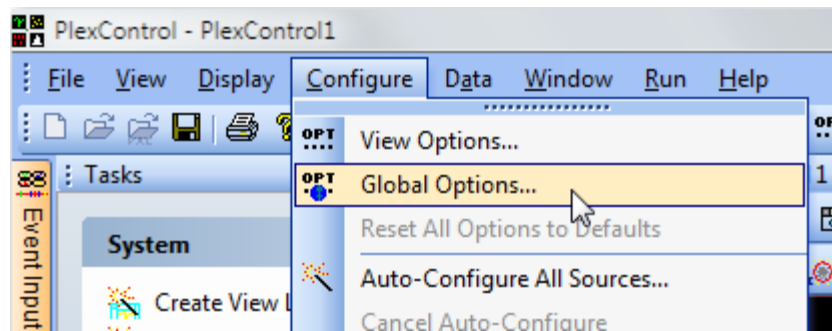 PlexControl - PlexControl1
File View Display Configure Data Window Run Help
OPT View Options...
Tasks
OPT Global Options...
1
Reset All Options to Defaults
System
Auto-Configure All Sources...
Create View L
Cancel Auto-Configure
Event Input